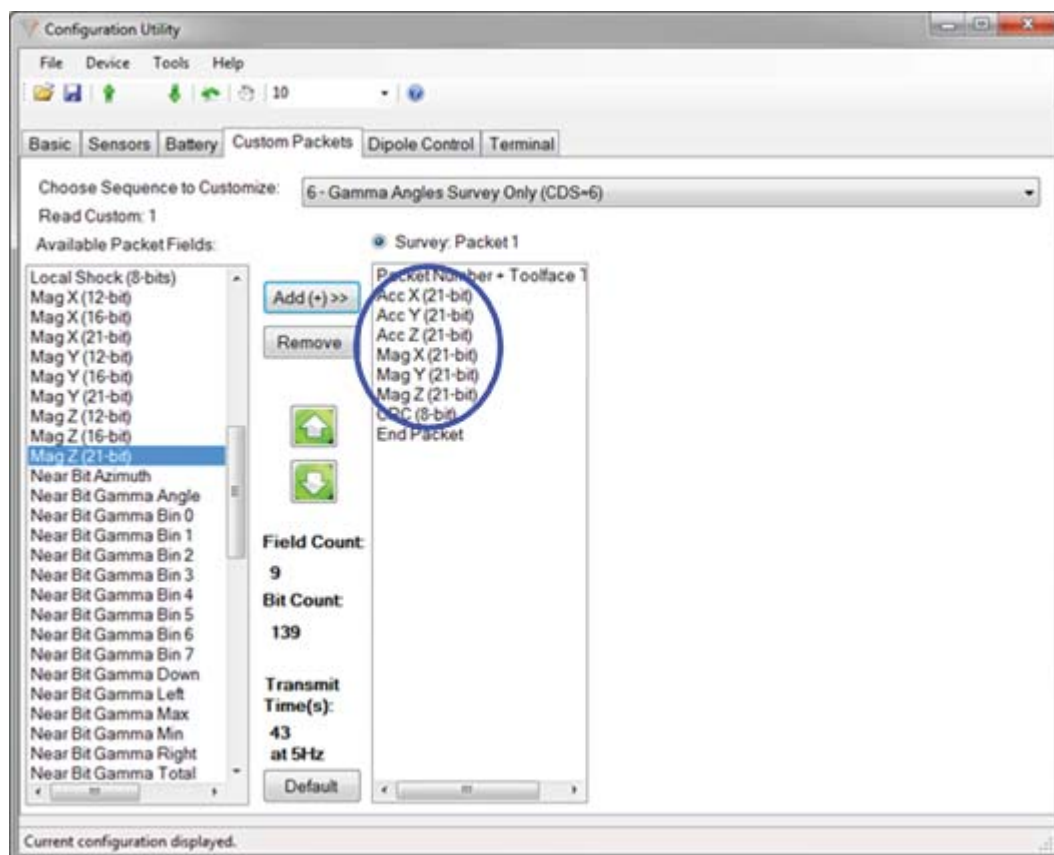 Configuration Utility
File Device Tools Help
10
Basic Sensors Battery Custom Packets Dipole Control Terminal
Choose Sequence to Customize: 6 - Gamma Angles Survey Only (CDS=6)
Read Custom: 1
Available Packet Fields:
Survey: Packet 1
Local Shock (8-bits)
Mag X (12-bit)
Mag X (16-bit)
Mag X (21-bit)
Mag Y (12-bit)
Mag Y (16-bit)
Mag Y (21-bit)
Mag Z (12-bit)
Mag Z (16-bit)
Mag Z (21-bit)
Near Bit Azimuth
Near Bit Gamma Angle
Near Bit Gamma Bin 0
Near Bit Gamma Bin 1
Near Bit Gamma Bin 2
Near Bit Gamma Bin 3
Near Bit Gamma Bin 4
Near Bit Gamma Bin 5
Near Bit Gamma Bin 6
Near Bit Gamma Bin 7
Near Bit Gamma Down
Near Bit Gamma Left
Near Bit Gamma Max
Near Bit Gamma Min
Near Bit Gamma Right
Near Bit Gamma Total
Add (+) >>
Remove
Field Count:
9
Bit Count:
139
Transmit
Time(s):
43
at 5Hz
Default
Packet Number + Toolface T
Acc X (21-bit)
Acc Y (21-bit)
Acc Z (21-bit)
Mag X (21-bit)
Mag Y (21-bit)
Mag Z (21-bit)
CRC (8-bit)
End Packet
Current configuration displayed.